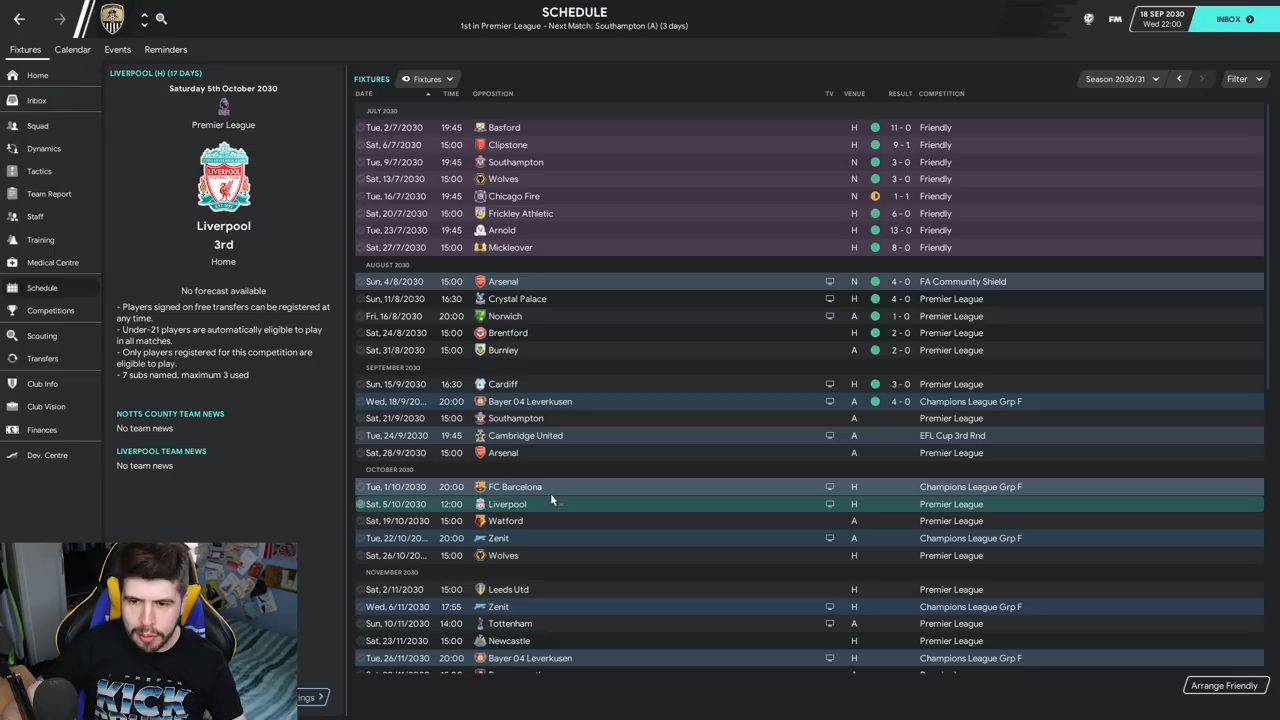 SCHEDULE
1st in Premier League - Next Match: Southampton (A) (3 days)
FM
18 SEP 2030
Wed 22:00
INBOX
Fixtures Calendar Events Reminders
Home
Inbox
Squad
Dynamics
Tactics
Team Report
Staff
Training
Medical Centre
Schedule
Competitions
Scouting
Transfers
Club Info
Club Vision
Finances
Dev. Centre
LIVERPOOL (H) (17 DAYS)
Saturday 5th October 2030
Premier League
Liverpool
3rd
Home
No forecast available
- Players signed on free transfers can be registered at
any time.
- Under-21 players are automatically eligible to play
in all matches.
- Only players registered for this competition are
eligible to play.
- 7 subs named, maximum 3 used
NOTTS COUNTY TEAM NEWS
No team news
LIVERPOOL TEAM NEWS
No team news
KICK
FIXTURES Fixtures Season 2030/31 Filter
DATE TIME OPPOSITION TV VENUE RESULT COMPETITION
JULY 2030
Tue, 2/7/2030 19:45 Basford H 11 - 0 Friendly
Sat, 6/7/2030 15:00 Clipstone H 9 - 1 Friendly
Tue, 9/7/2030 19:45 Southampton N 3 - 0 Friendly
Sat, 13/7/2030 15:00 Wolves N 3 - 0 Friendly
Tue, 16/7/2030 19:45 Chicago Fire N 1 - 1 Friendly
Sat, 20/7/2030 15:00 Frickley Athletic H 6 - 0 Friendly
Tue, 23/7/2030 19:45 Arnold H 13 - 0 Friendly
Sat, 27/7/2030 15:00 Mickleover H 8 - 0 Friendly
AUGUST 2030
Sun, 4/8/2030 15:00 Arsenal N 4 - 0 FA Community Shield
Sun, 11/8/2030 16:30 Crystal Palace H 4 - 0 Premier League
Fri, 16/8/2030 20:00 Norwich A 1 - 0 Premier League
Sat, 24/8/2030 15:00 Brentford H 2 - 0 Premier League
Sat, 31/8/2030 15:00 Burnley A 2 - 0 Premier League
SEPTEMBER 2030
Sun, 15/9/2030 16:30 Cardiff H 3 - 0 Premier League
Wed, 18/9/20... 20:00 Bayer 04 Leverkusen A 4 - 0 Champions League Grp F
Sat, 21/9/2030 15:00 Southampton A Premier League
Tue, 24/9/2030 19:45 Cambridge United A EFL Cup 3rd Rnd
Sat, 28/9/2030 15:00 Arsenal A Premier League
OCTOBER 2030
Tue, 1/10/2030 20:00 FC Barcelona H Champions League Grp F
Sat, 5/10/2030 12:00 Liverpool H Premier League
Sat, 19/10/2030 15:00 Watford A Premier League
Tue, 22/10/20... 20:00 Zenit A Champions League Grp F
Sat, 26/10/20... 15:00 Wolves H Premier League
NOVEMBER 2030
Sat, 2/11/2030 15:00 Leeds Utd H Premier League
Wed, 6/11/2030 17:55 Zenit H Champions League Grp F
Sun, 10/11/2030 14:00 Tottenham A Premier League
Sat, 23/11/2030 15:00 Newcastle H Premier League
Tue, 26/11/2030 20:00 Bayer 04 Leverkusen H Champions League Grp F
Arrange Friendly